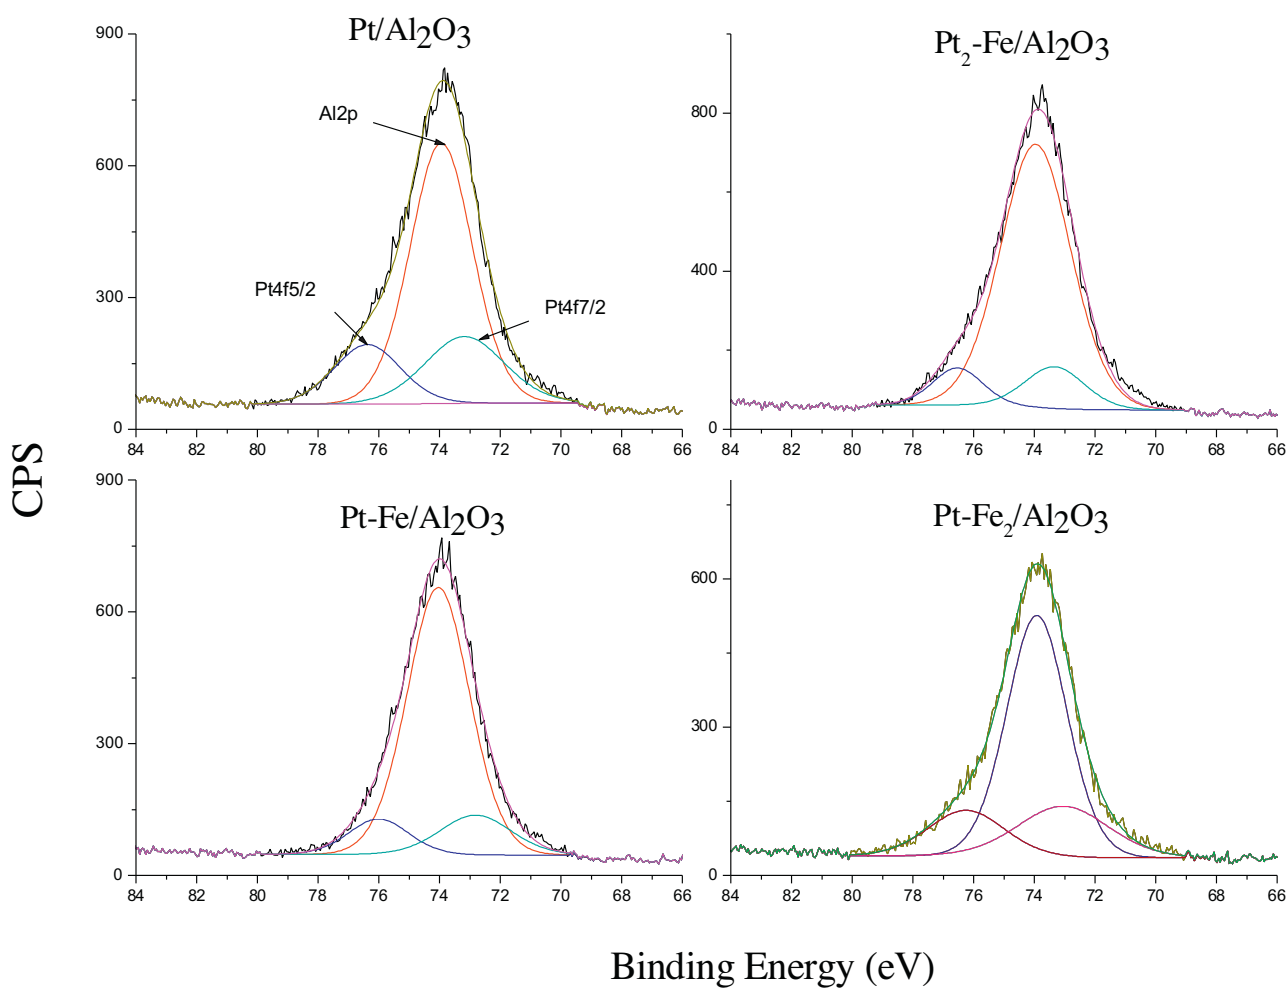 Pt/Al2O3
900
600
300
0
Al2p
Pt4f5/2
Pt4f7/2
84 82 80 78 76 74 72 70 68 66
Pt2-Fe/Al2O3
800
400
0
84 82 80 78 76 74 72 70 68 66
CPS
Pt-Fe/Al2O3
900
600
300
0
84 82 80 78 76 74 72 70 68 66
Pt-Fe2/Al2O3
600
300
0
84 82 80 78 76 74 72 70 68 66
Binding Energy (eV)